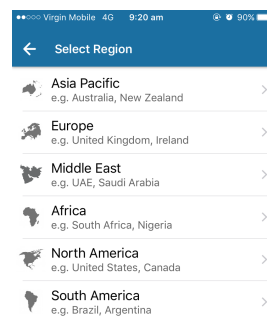 Virgin Mobile 4G 9:20 am 90%
Select Region
Asia Pacific
e.g. Australia, New Zealand
Europe
e.g. United Kingdom, Ireland
Middle East
e.g. UAE, Saudi Arabia
Africa
e.g. South Africa, Nigeria
North America
e.g. United States, Canada
South America
e.g. Brazil, Argentina